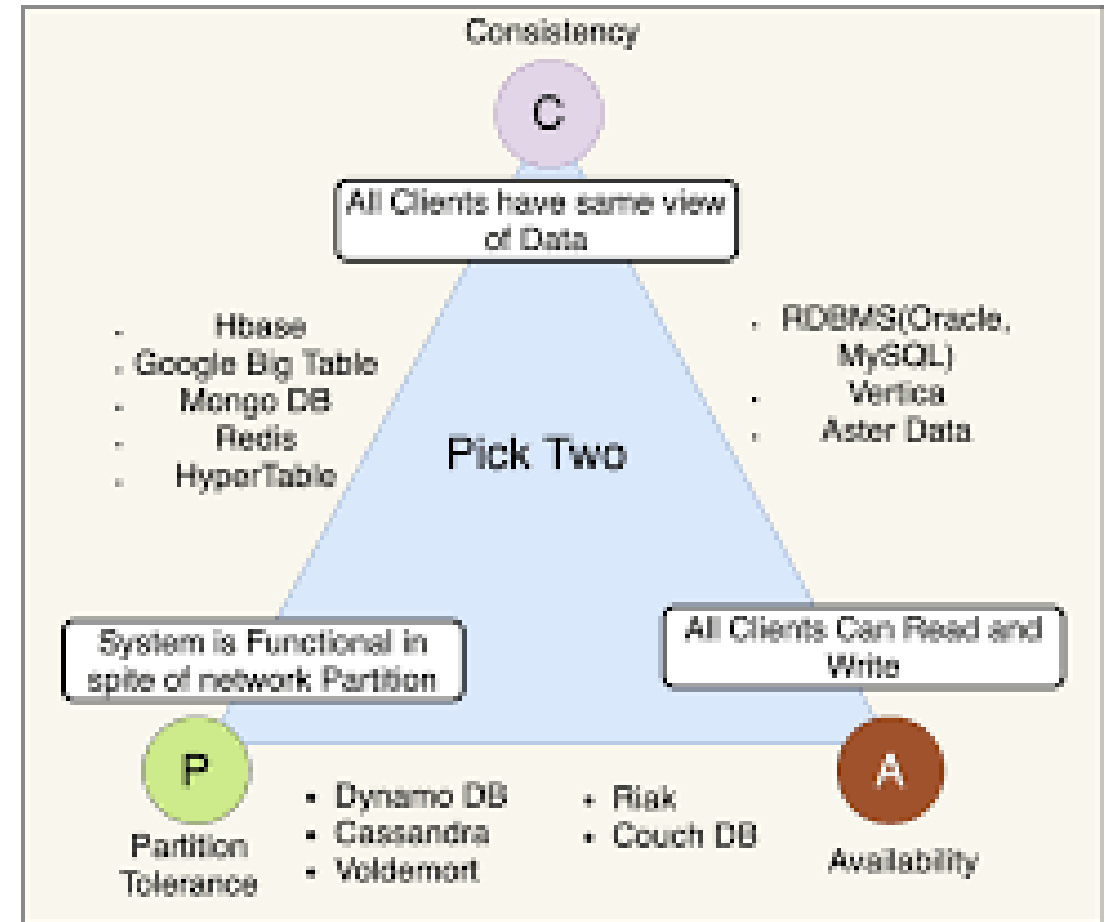 Consistency
C
All Clients have same view
of Data
Hbase
Google Big Table
Mongo DB
Redis
HyperTable
RDBMS(Oracle,
MySQL)
Vertica
Aster Data
Pick Two
System is Functional in
spite of network Partition
All Clients Can Read and
Write
P
Partition
Tolerance
Dynamo DB
Cassandra
Voldemort
Riak
Couch DB
A
Availability